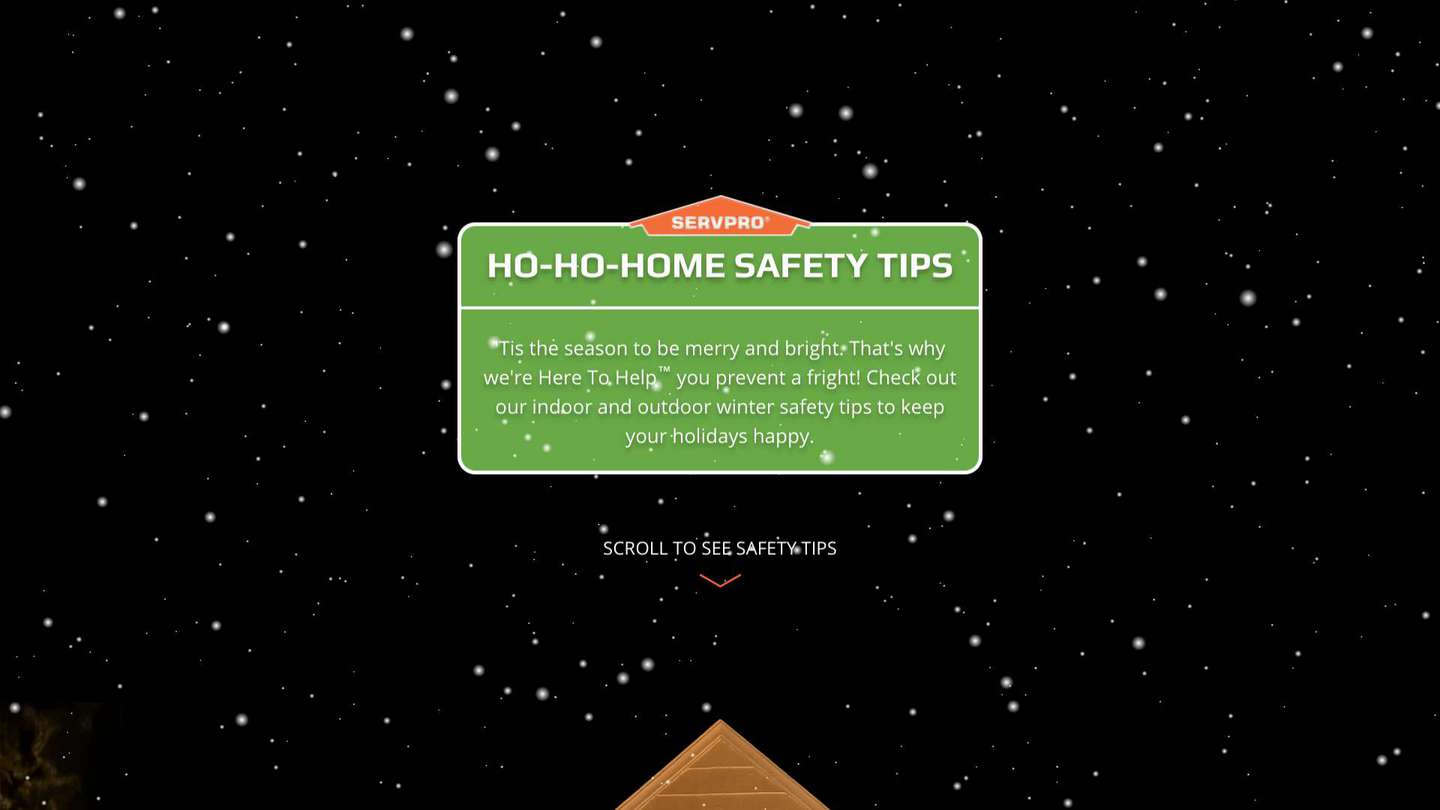 SERVPRO®
HO-HO-HOME SAFETY TIPS
'Tis the season to be merry and bright. That's why
we're Here To Help™ you prevent a fright! Check out
our indoor and outdoor winter safety tips to keep
your holidays happy.
SCROLL TO SEE SAFETY TIPS